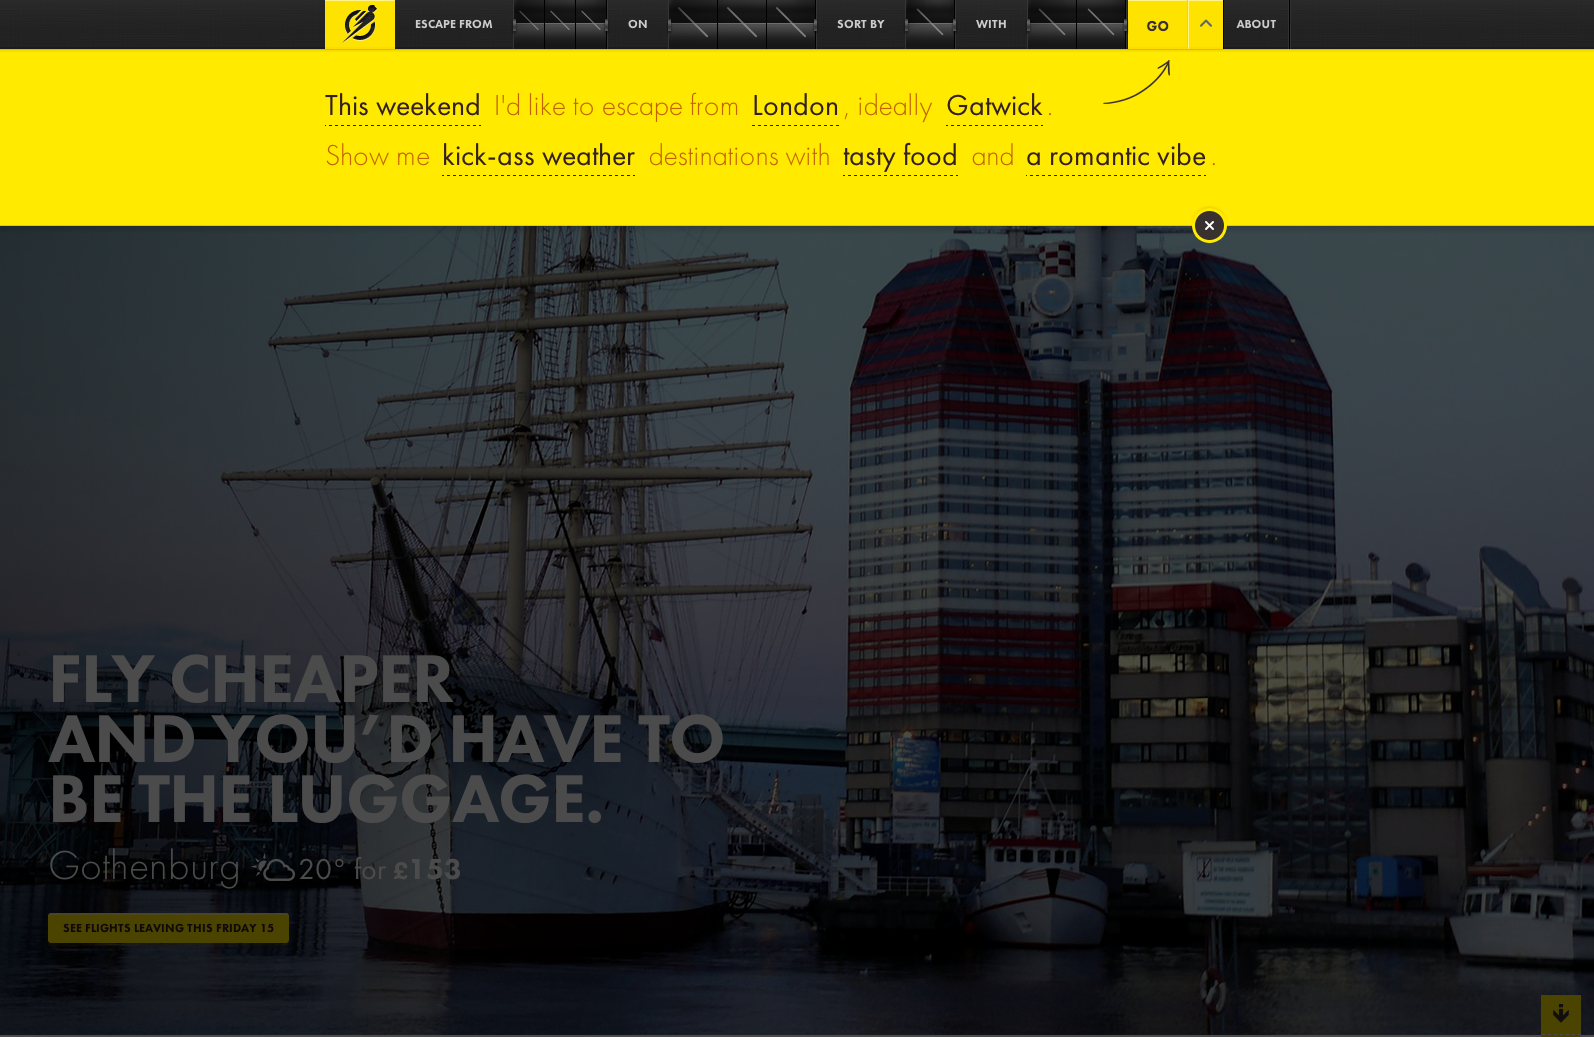 ESCAPE FROM ON SORT BY WITH GO ABOUT
This weekend I'd like to escape from London, ideally Gatwick.
Show me kick-ass weather destinations with tasty food and a romantic vibe.
FLY CHEAPER
AND YOU'D HAVE TO
BE THE LUGGAGE.
Gothenburg 20° for £153
SEE FLIGHTS LEAVING THIS FRIDAY 15